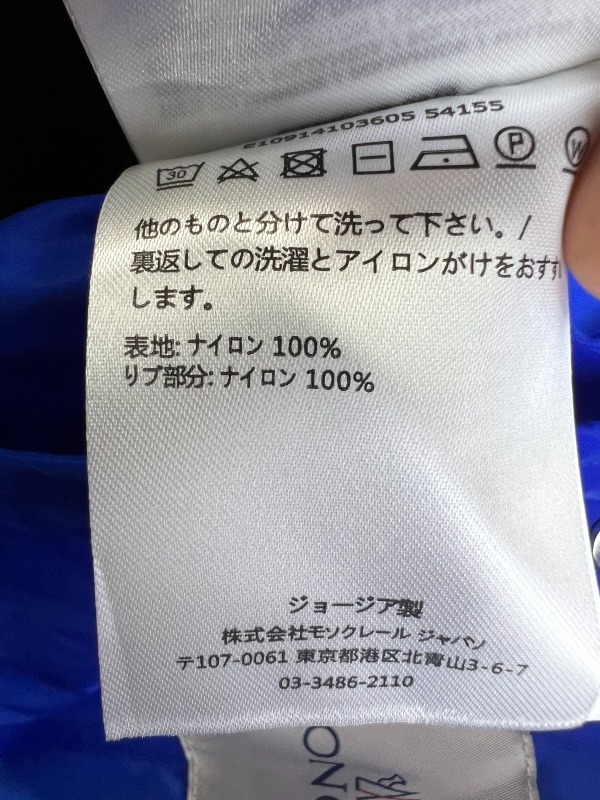 E10914103605 54155
30 P W
他のものと分けて洗って下さい。/
裏返しての洗濯とアイロンがけをおすす
します。
表地: ナイロン 100%
リブ部分: ナイロン 100%
ジョージア製
株式会社モンクレール ジャパン
〒107-0061 東京都港区北青山3-6-7
03-3486-2110
ONO